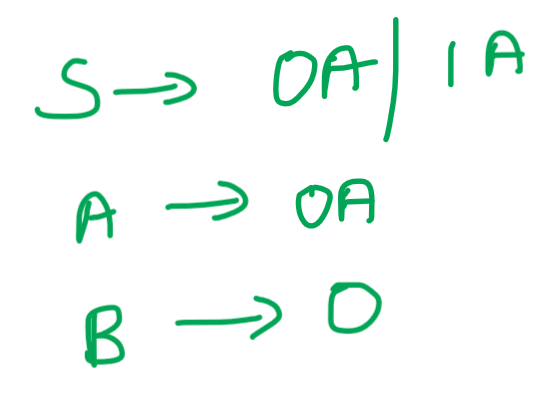 S → 0A | 1A
A → 0A
B → 0